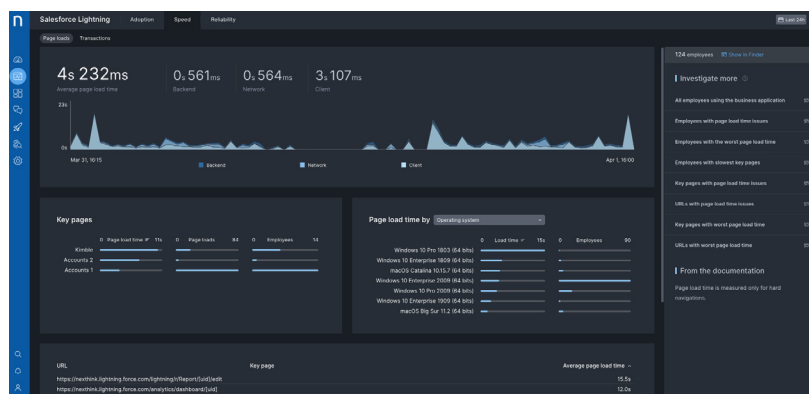 n
Salesforce Lightning Adoption Speed Reliability
Last 24h
Page loads Transactions
4s 232ms
Average page load time
0s 561ms
Backend
0s 564ms
Network
3s 107ms
Client
23s
0s
Mar 31, 16:15
Apr 1, 16:00
Backend Network Client
Key pages
0 Page load time 11s 0 Page loads 84 0 Employees 14
Kimble
Accounts 2
Accounts 1
Page load time by Operating system
0 Load time 15s 0 Employees 90
Windows 10 Pro 1803 (64 bits)
Windows 10 Enterprise 1809 (64 bits)
macOS Catalina 10.15.7 (64 bits)
Windows 10 Enterprise 2009 (64 bits)
Windows 10 Pro 2009 (64 bits)
Windows 10 Enterprise 1909 (64 bits)
macOS Big Sur 11.2 (64 bits)
URL Key page Average page load time
https://nexthink.lightning.force.com/lightning/r/Report/[uid]/edit 15.5s
https://nexthink.lightning.force.com/analytics/dashboard/[uid] 12.0s
124 employees Show in Finder
Investigate more
All employees using the business application
Employees with page load time issues
Employees with the worst page load time
Employees with slowest key pages
Key pages with page load time issues
URLs with page load time issues
Key pages with worst page load time
URLs with worst page load time
From the documentation
Page load time is measured only for hard
navigations.